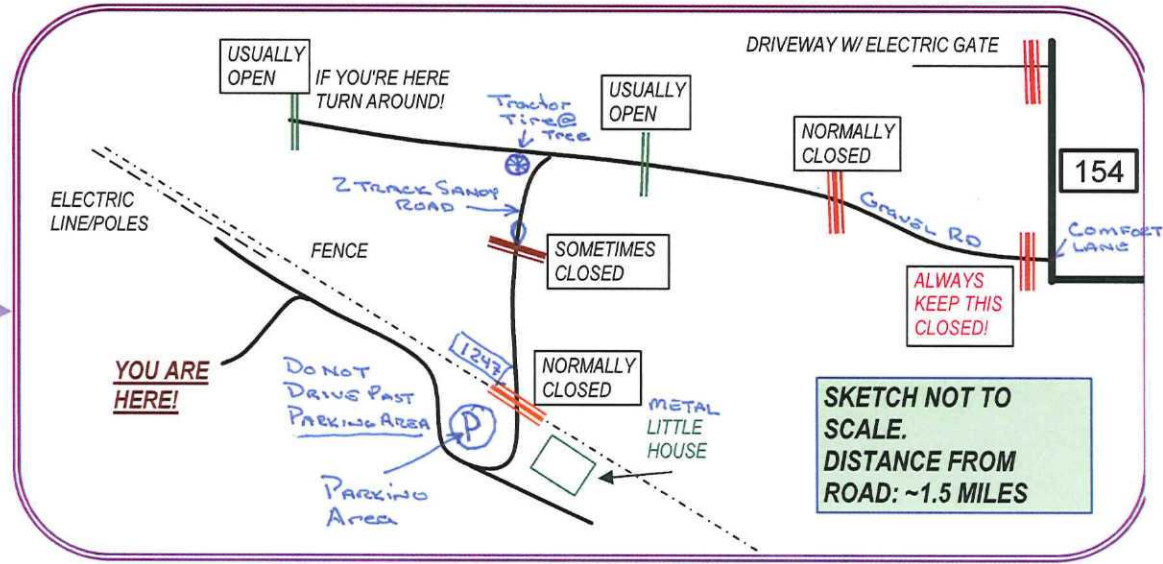 USUALLY
OPEN
IF YOU'RE HERE
TURN AROUND!
Tractor
Tire@
Tree
USUALLY
OPEN
DRIVEWAY W/ ELECTRIC GATE
NORMALLY
CLOSED
154
ELECTRIC
LINE/POLES
2 TRACK SANDY
ROAD
GRAVEL RD
COMFORT
LANE
FENCE
SOMETIMES
CLOSED
ALWAYS
KEEP THIS
CLOSED!
YOU ARE
HERE!
DO NOT
DRIVE PAST
PARKING AREA
1247
NORMALLY
CLOSED
P
METAL
LITTLE
HOUSE
PARKING
Area
SKETCH NOT TO
SCALE.
DISTANCE FROM
ROAD: ~1.5 MILES